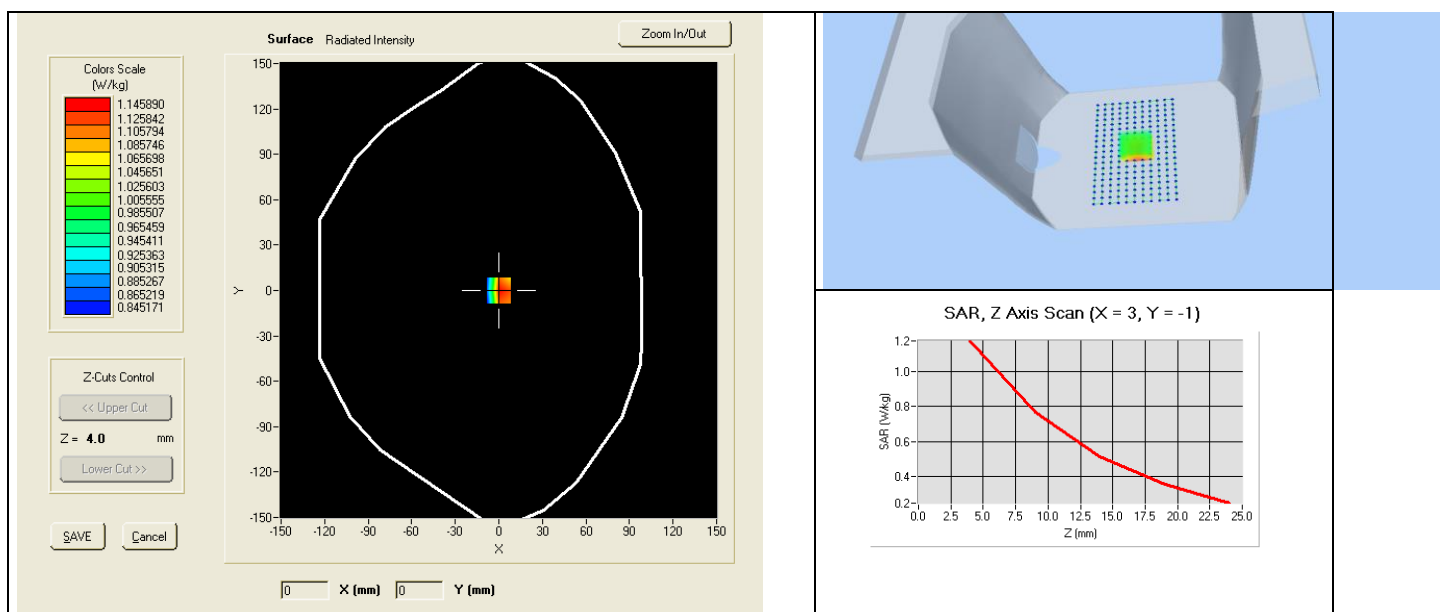 Surface Radiated Intensity
Zoom In/Out
Colors Scale
(W/kg)
1.145890
1.125842
1.105794
1.085746
1.065698
1.045651
1.025603
1.005555
0.985507
0.965459
0.945411
0.925363
0.905315
0.885267
0.865219
0.845171
Z-Cuts Control
<< Upper Cut
Z = 4.0 mm
Lower Cut >>
SAVE Cancel
150
120
90
60
30
0
-30
-60
-90
-120
-150
Y
-150 -120 -90 -60 -30 0 30 60 90 120 150
X
0 X (mm) 0 Y (mm)
SAR, Z Axis Scan (X = 3, Y = -1)
SAR (W/kg)
1.2
1.0
0.8
0.6
0.4
0.2
0.0 2.5 5.0 7.5 10.0 12.5 15.0 17.5 20.0 22.5 25.0
Z (mm)